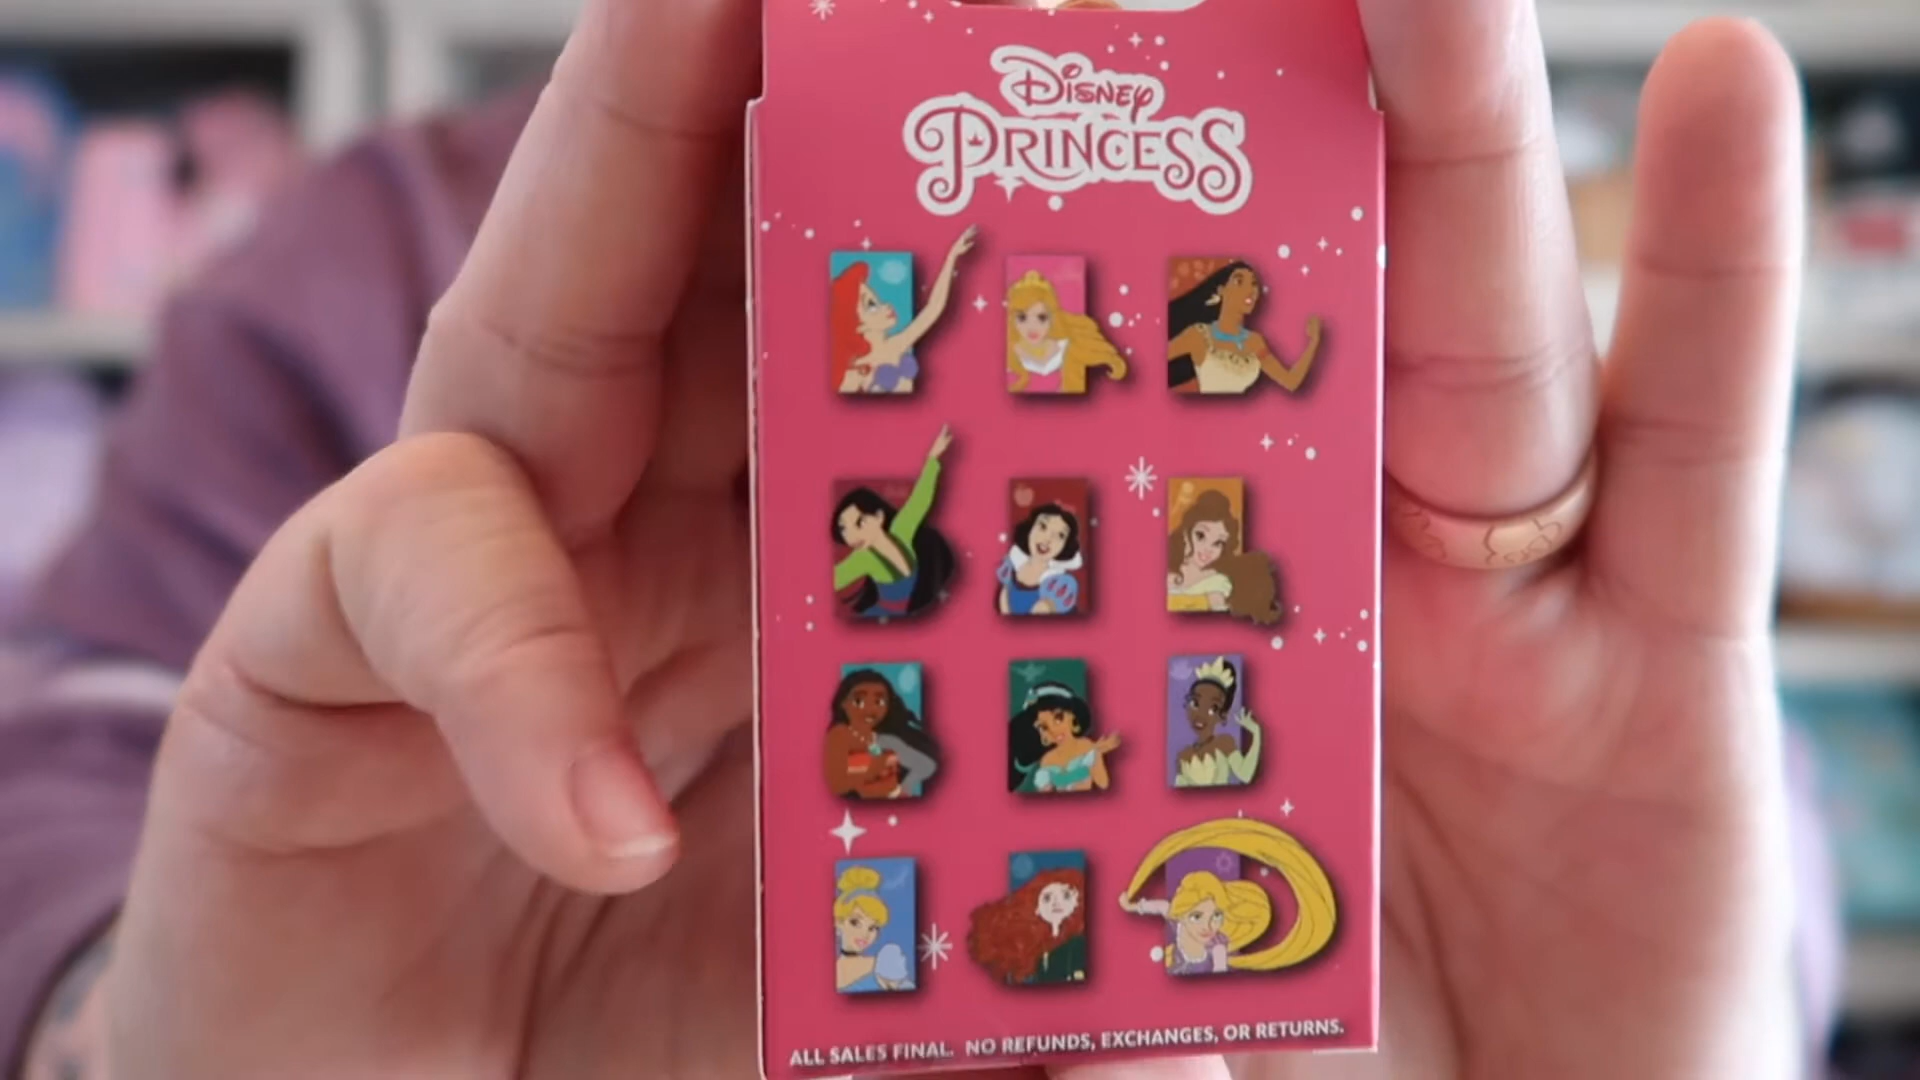 Disney
PRINCESS
ALL SALES FINAL. NO REFUNDS, EXCHANGES, OR RETURNS.